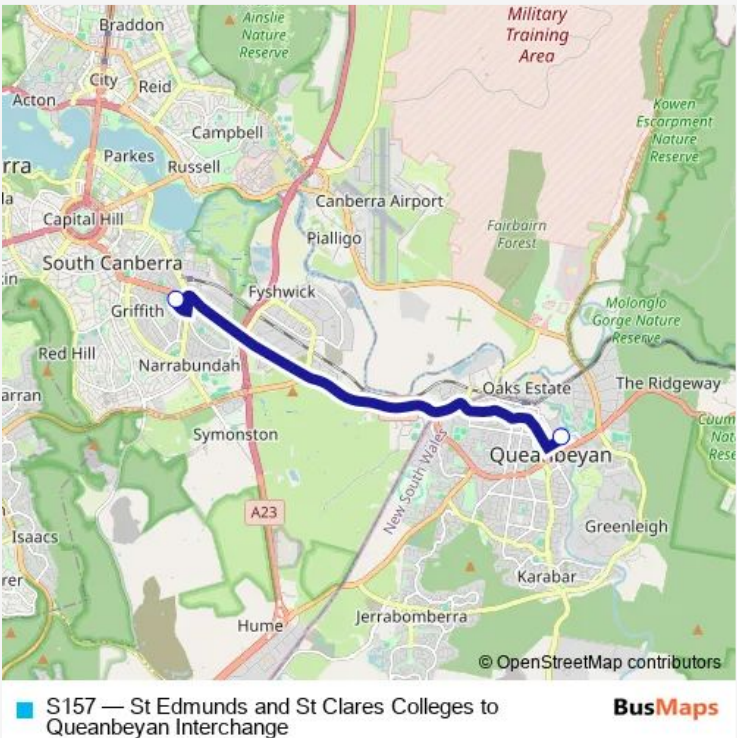 Braddon
Ainslie
Nature
Reserve
Military
Training
Area
City
Reid
Acton
Kowen
Escarpment
Nature
Reserve
Campbell
Parkes
rra
Russell
la
Canberra Airport
Capital Hill
Fairbairn
Forest
Pialligo
South Canberra
in
Fyshwick
Griffith
Molonglo
Gorge Nature
Reserve
Red Hill
Narrabundah
Oaks Estate
The Ridgeway
arran
Symonston
Queanbeyan
New South Wales
A23
Greenleigh
Isaacs
Karabar
rer
Hume
Jerrabomberra
© OpenStreetMap contributors
S157 — St Edmunds and St Clares Colleges to
Queanbeyan Interchange
BusMaps